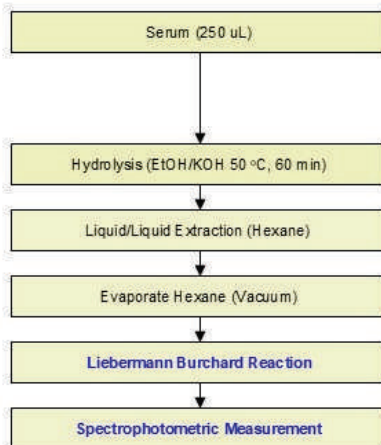 Serum (250 uL)
Hydrolysis (EtOH/KOH 50 °C, 60 min)
Liquid/Liquid Extraction (Hexane)
Evaporate Hexane (Vacuum)
Liebermann Burchard Reaction
Spectrophotometric Measurement